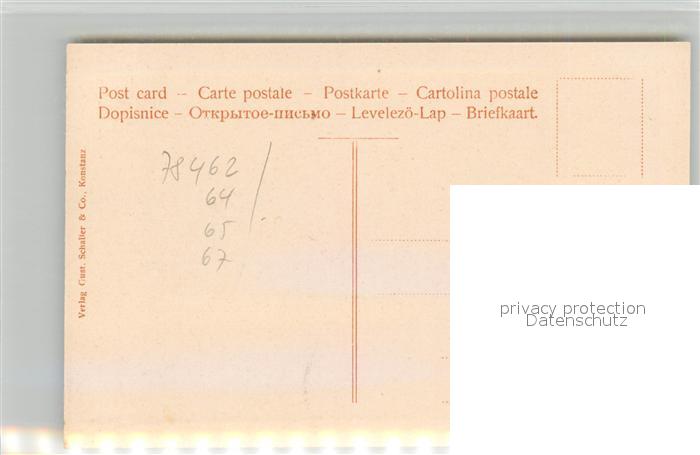 Post card -- Carte postale – Postkarte – Cartolina postale
Dopisnice – Открытое-письмо – Levelező-Lap – Briefkaart.
Verlag Gust. Schaller & Co., Konstanz
78462
64
65
67
privacy protection
Datenschutz